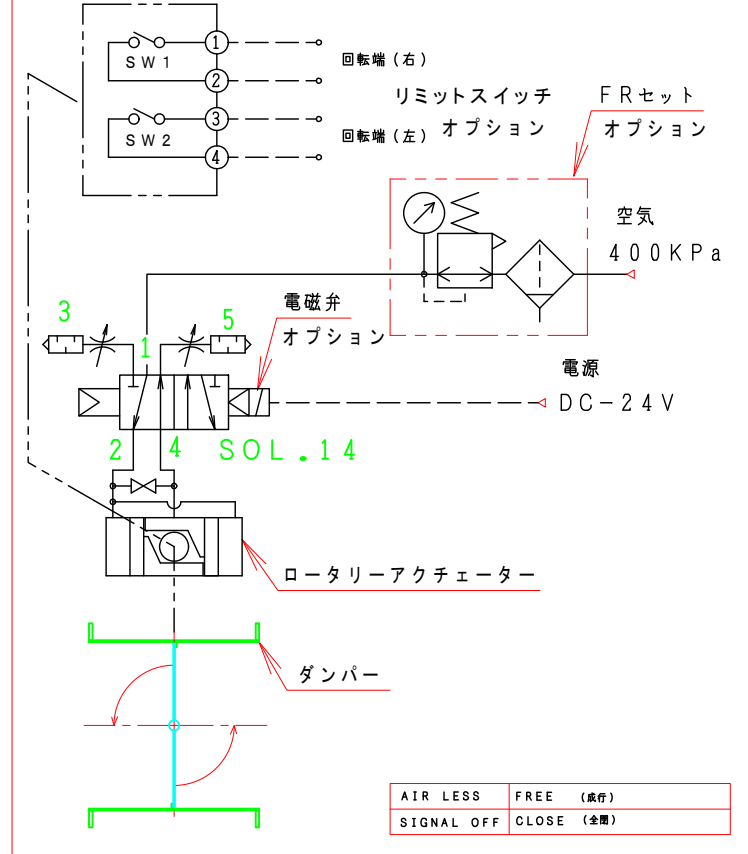 1
SW1
2
回転端(右)
3
SW2
4
回転端(左)
リミットスイッチ
オプション
FRセット
オプション
空気
400KPa
3
1
5
電磁弁
オプション
電源
DC-24V
2
4
SOL.14
ロータリーアクチェーター
ダンパー
AIR LESS FREE (成行)
SIGNAL OFF CLOSE (全閉)